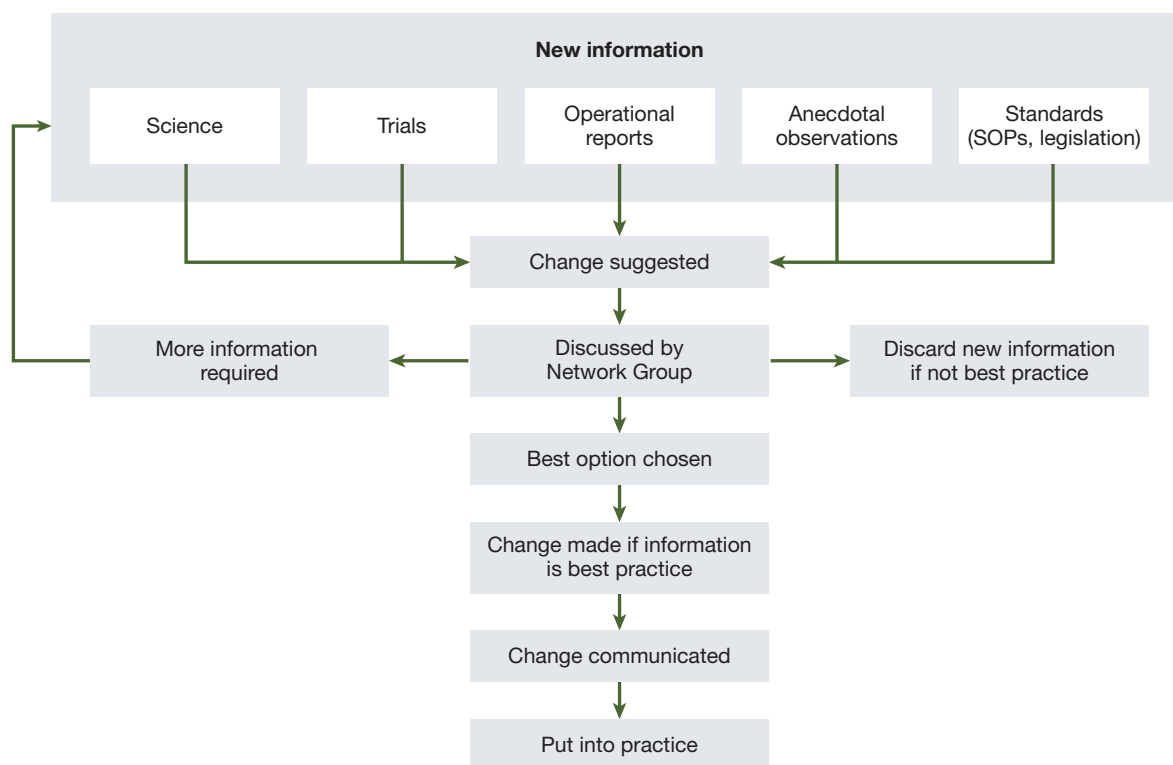 New information
Science
Trials
Operational
reports
Anecdotal
observations
Standards
(SOPs, legislation)
Change suggested
More information
required
Discussed by
Network Group
Discard new information
if not best practice
Best option chosen
Change made if information
is best practice
Change communicated
Put into practice